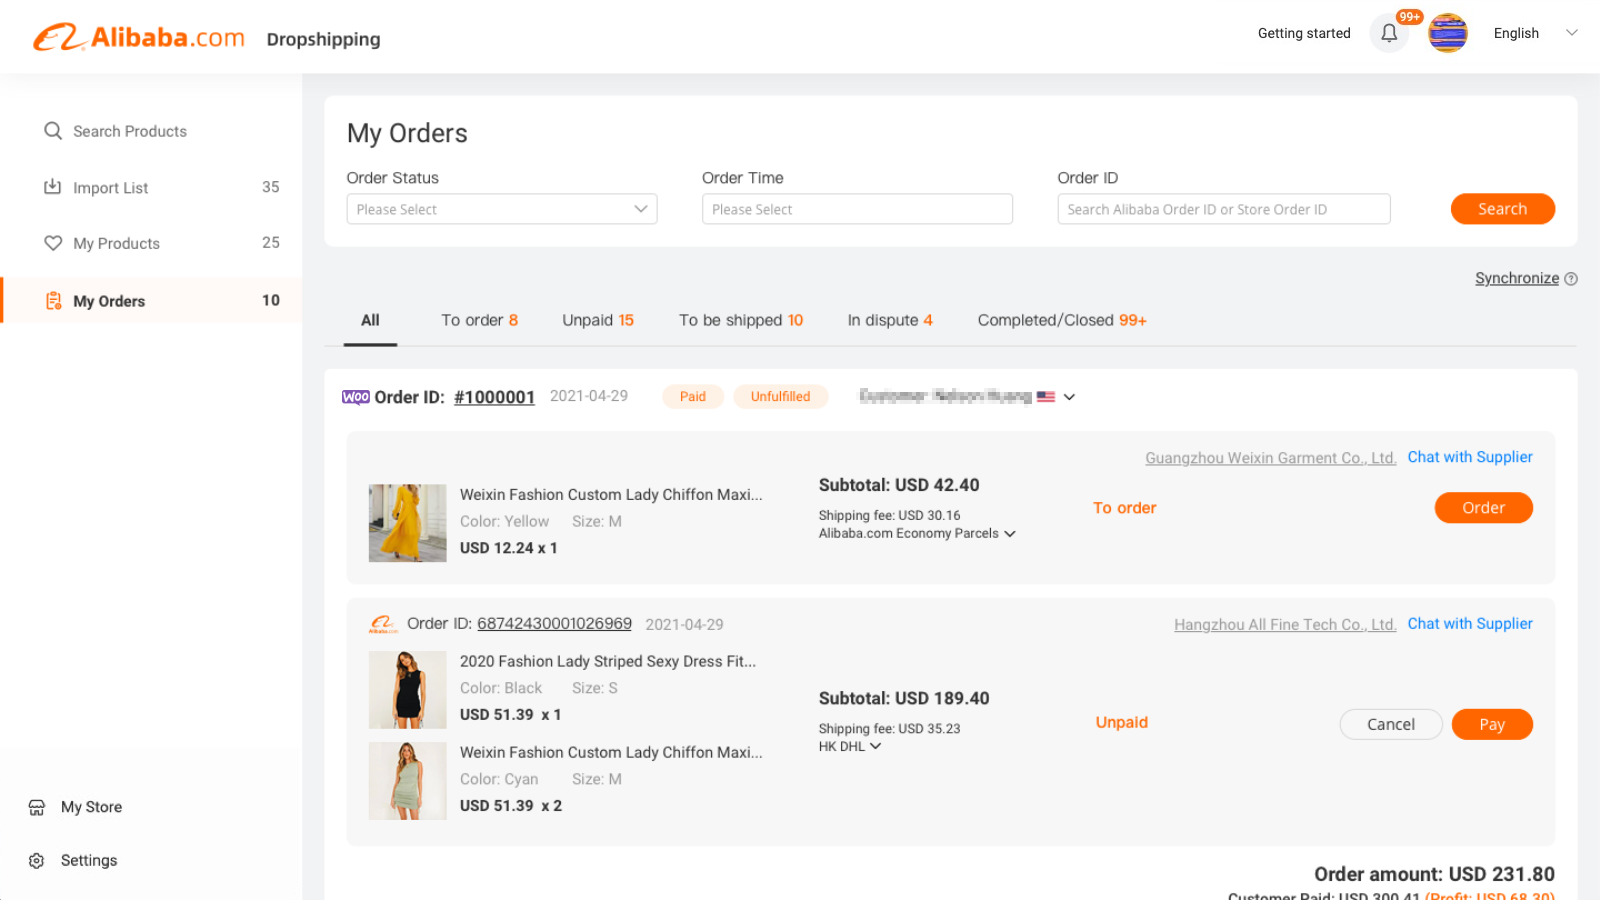 Alibaba.com Dropshipping
Getting started
99+
English
Search Products
Import List 35
My Products 25
My Orders 10
My Store
Settings
My Orders
Order Status
Please Select
Order Time
Please Select
Order ID
Search Alibaba Order ID or Store Order ID
Search
Synchronize
All
To order 8
Unpaid 15
To be shipped 10
In dispute 4
Completed/Closed 99+
Woo Order ID: #1000001 2021-04-29 Paid Unfulfilled
Guangzhou Weixin Garment Co., Ltd. Chat with Supplier
Weixin Fashion Custom Lady Chiffon Maxi...
Color: Yellow Size: M
USD 12.24 x 1
Subtotal: USD 42.40
Shipping fee: USD 30.16
Alibaba.com Economy Parcels
To order
Order
Alibaba.com Order ID: 68742430001026969 2021-04-29
Hangzhou All Fine Tech Co., Ltd. Chat with Supplier
2020 Fashion Lady Striped Sexy Dress Fit...
Color: Black Size: S
USD 51.39 x 1
Weixin Fashion Custom Lady Chiffon Maxi...
Color: Cyan Size: M
USD 51.39 x 2
Subtotal: USD 189.40
Shipping fee: USD 35.23
HK DHL
Unpaid
Cancel
Pay
Order amount: USD 231.80
Customer Paid: USD 300.41 (Profit: USD 68.30)